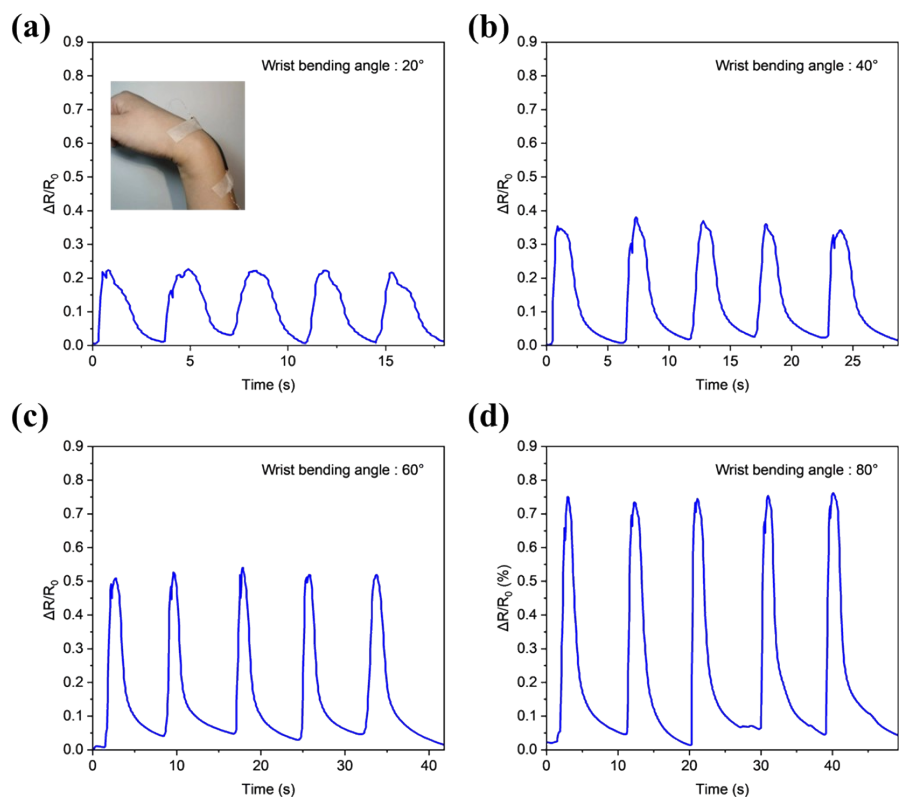 (a)
0.9
0.8
0.7
0.6
0.5
0.4
0.3
0.2
0.1
0.0
ΔR/R₀
Wrist bending angle : 20°
0 5 10 15
Time (s)
(b)
0.9
0.8
0.7
0.6
0.5
0.4
0.3
0.2
0.1
0.0
ΔR/R₀
Wrist bending angle : 40°
0 5 10 15 20 25
Time (s)
(c)
0.9
0.8
0.7
0.6
0.5
0.4
0.3
0.2
0.1
0.0
ΔR/R₀
Wrist bending angle : 60°
0 10 20 30 40
Time (s)
(d)
0.9
0.8
0.7
0.6
0.5
0.4
0.3
0.2
0.1
0.0
ΔR/R₀ (%)
Wrist bending angle : 80°
0 10 20 30 40
Time (s)